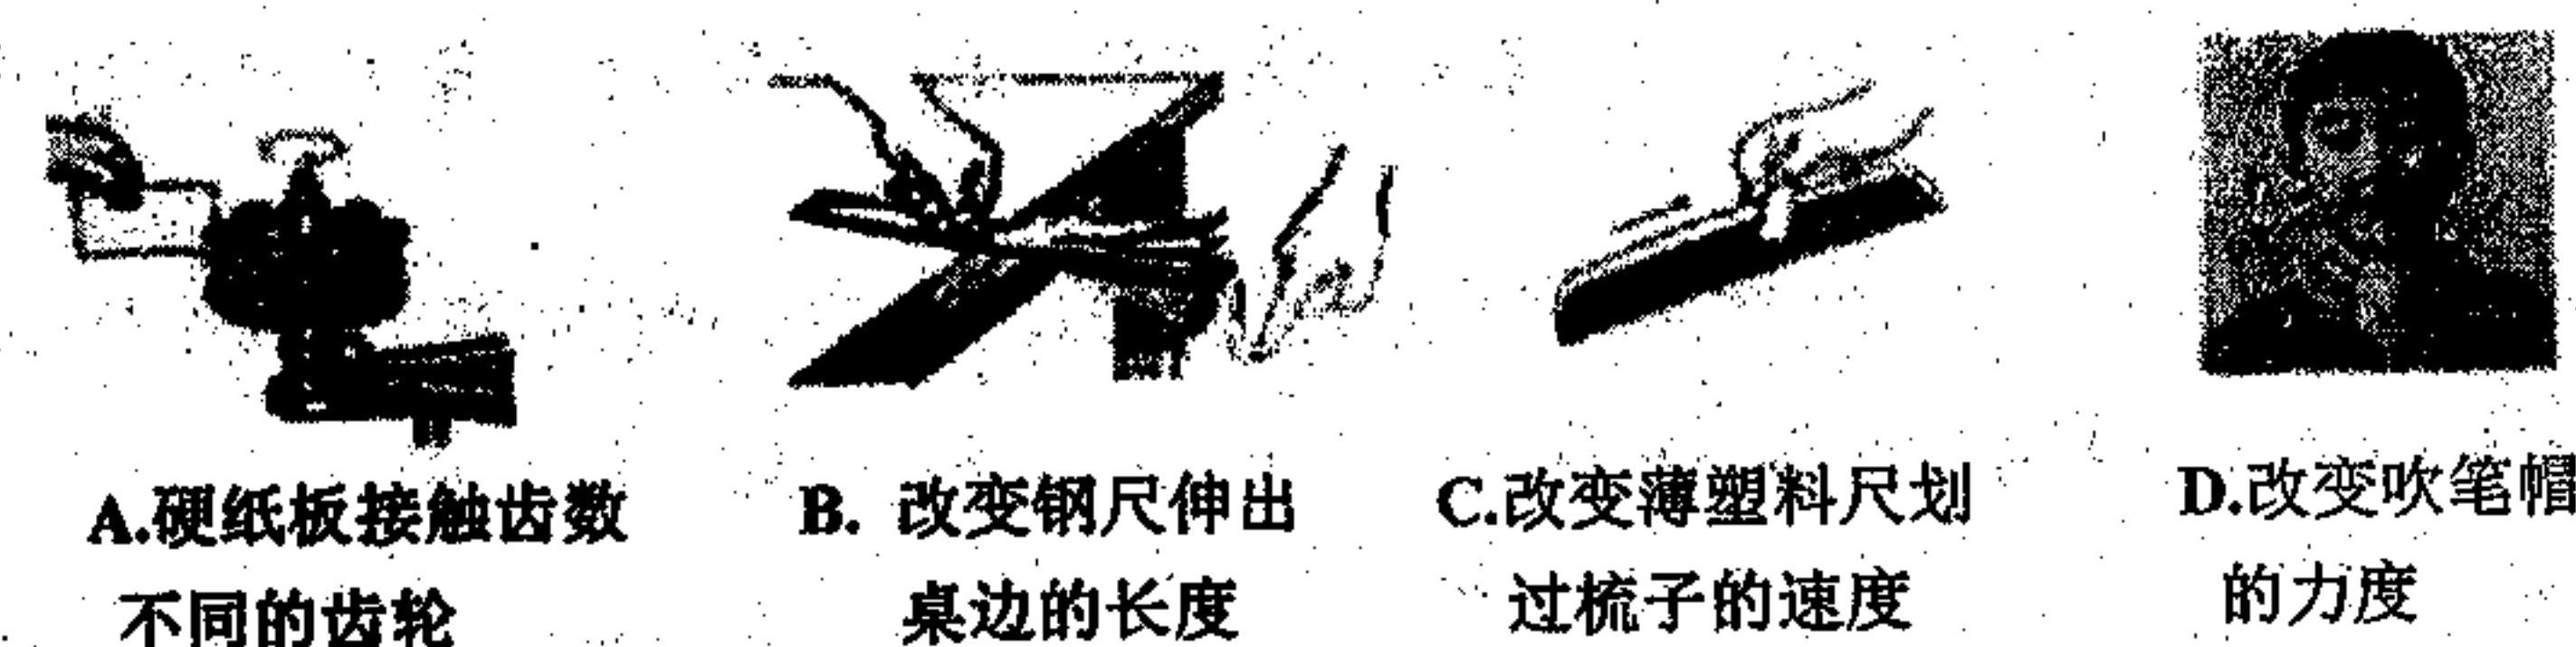 A.硬纸板接触齿数
不同的齿轮
B. 改变钢尺伸出
桌边的长度
C.改变薄塑料尺划
过梳子的速度
D.改变吹笔帽
的力度